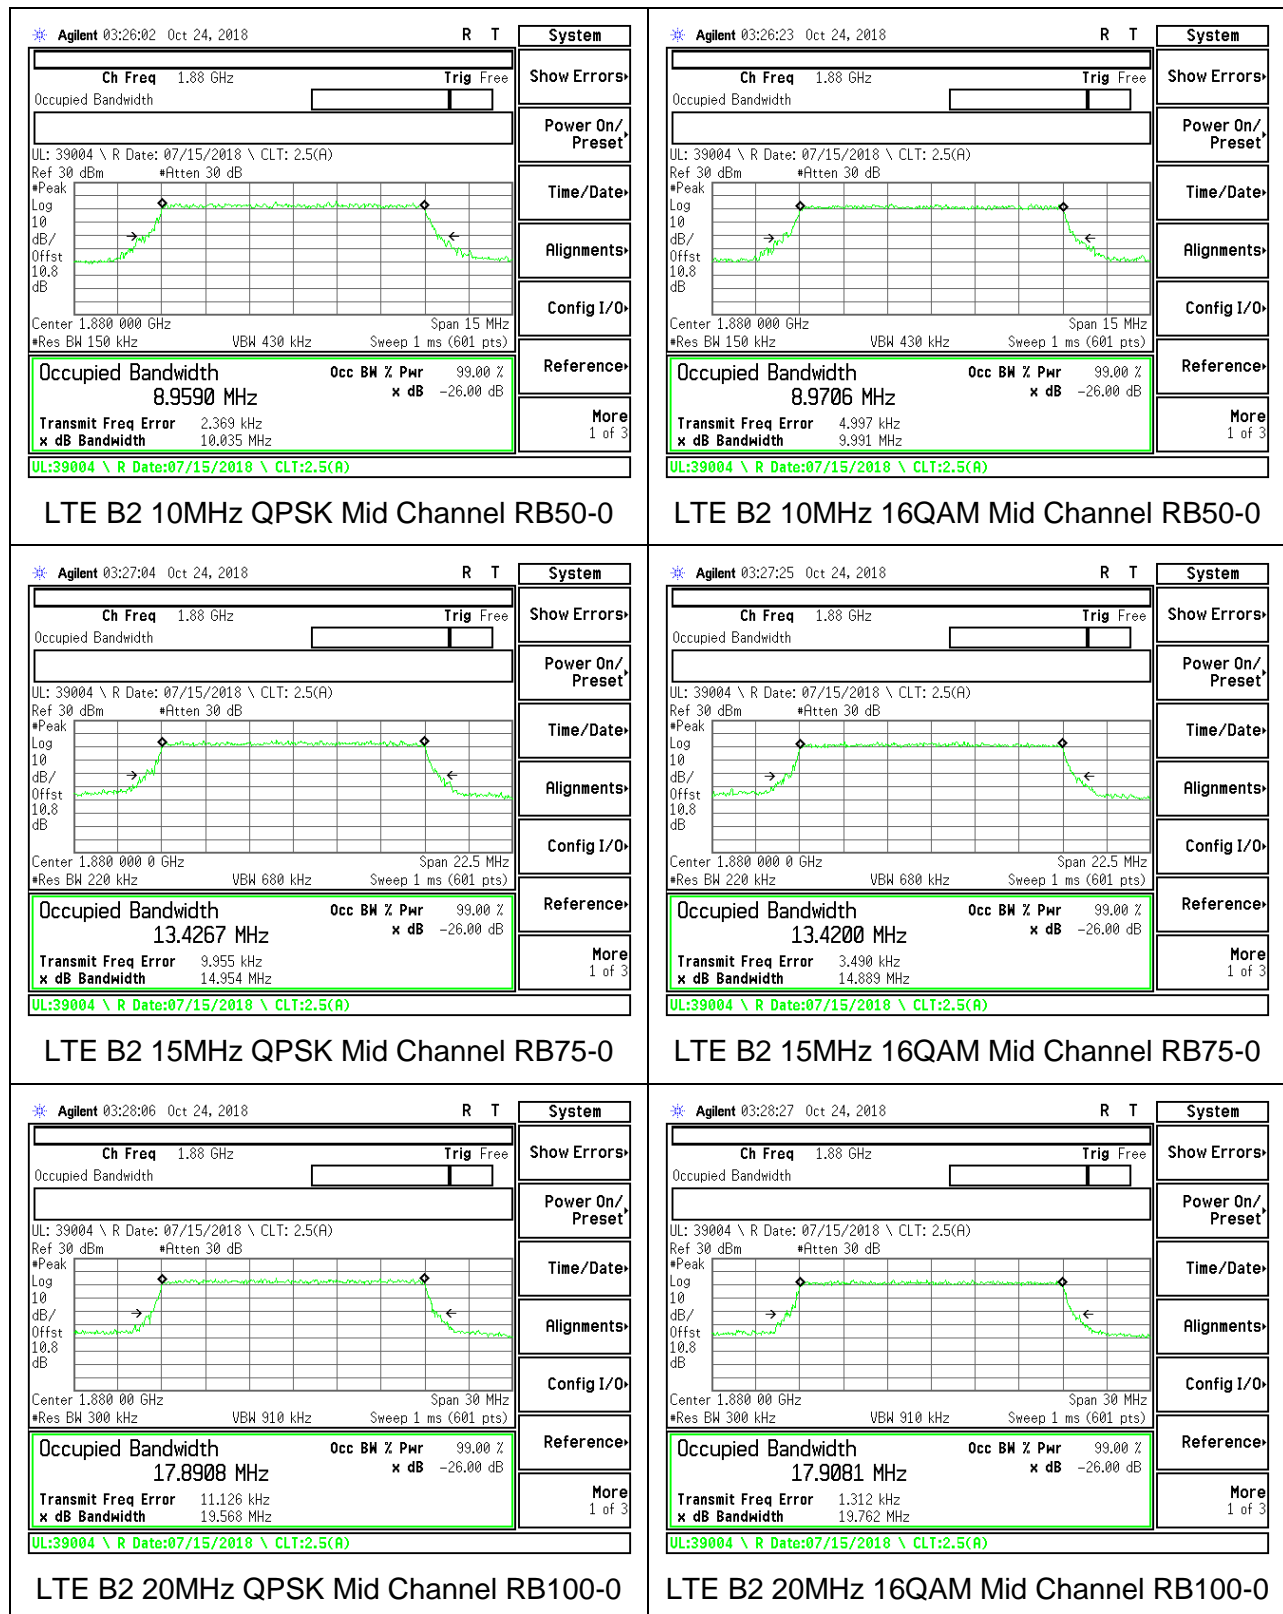 Agilent 03:26:02 Oct 24, 2018 R T System
Ch Freq 1.88 GHz Trig Free
Occupied Bandwidth
UL: 39004 \ R Date: 07/15/2018 \ CLT: 2.5(A)
Ref 30 dBm #Atten 30 dB
#Peak
Log
10
dB/
Offst
10.8
dB
Center 1.880 000 GHz Span 15 MHz
#Res BW 150 kHz VBW 430 kHz Sweep 1 ms (601 pts)
Occupied Bandwidth Occ BW % Pwr 99.00 %
8.9590 MHz x dB -26.00 dB
Transmit Freq Error 2.369 kHz
x dB Bandwidth 10.035 MHz
UL:39004 \ R Date:07/15/2018 \ CLT:2.5(A)
Show Errors
Power On/
Preset
Time/Date
Alignments
Config I/O
Reference
More
1 of 3
LTE B2 10MHz QPSK Mid Channel RB50-0
Agilent 03:26:23 Oct 24, 2018 R T System
Ch Freq 1.88 GHz Trig Free
Occupied Bandwidth
UL: 39004 \ R Date: 07/15/2018 \ CLT: 2.5(A)
Ref 30 dBm #Atten 30 dB
#Peak
Log
10
dB/
Offst
10.8
dB
Center 1.880 000 GHz Span 15 MHz
#Res BW 150 kHz VBW 430 kHz Sweep 1 ms (601 pts)
Occupied Bandwidth Occ BW % Pwr 99.00 %
8.9706 MHz x dB -26.00 dB
Transmit Freq Error 4.997 kHz
x dB Bandwidth 9.991 MHz
UL:39004 \ R Date:07/15/2018 \ CLT:2.5(A)
Show Errors
Power On/
Preset
Time/Date
Alignments
Config I/O
Reference
More
1 of 3
LTE B2 10MHz 16QAM Mid Channel RB50-0
Agilent 03:27:04 Oct 24, 2018 R T System
Ch Freq 1.88 GHz Trig Free
Occupied Bandwidth
UL: 39004 \ R Date: 07/15/2018 \ CLT: 2.5(A)
Ref 30 dBm #Atten 30 dB
#Peak
Log
10
dB/
Offst
10.8
dB
Center 1.880 000 0 GHz Span 22.5 MHz
#Res BW 220 kHz VBW 680 kHz Sweep 1 ms (601 pts)
Occupied Bandwidth Occ BW % Pwr 99.00 %
13.4267 MHz x dB -26.00 dB
Transmit Freq Error 9.955 kHz
x dB Bandwidth 14.954 MHz
UL:39004 \ R Date:07/15/2018 \ CLT:2.5(A)
Show Errors
Power On/
Preset
Time/Date
Alignments
Config I/O
Reference
More
1 of 3
LTE B2 15MHz QPSK Mid Channel RB75-0
Agilent 03:27:25 Oct 24, 2018 R T System
Ch Freq 1.88 GHz Trig Free
Occupied Bandwidth
UL: 39004 \ R Date: 07/15/2018 \ CLT: 2.5(A)
Ref 30 dBm #Atten 30 dB
#Peak
Log
10
dB/
Offst
10.8
dB
Center 1.880 000 0 GHz Span 22.5 MHz
#Res BW 220 kHz VBW 680 kHz Sweep 1 ms (601 pts)
Occupied Bandwidth Occ BW % Pwr 99.00 %
13.4200 MHz x dB -26.00 dB
Transmit Freq Error 3.490 kHz
x dB Bandwidth 14.889 MHz
UL:39004 \ R Date:07/15/2018 \ CLT:2.5(A)
Show Errors
Power On/
Preset
Time/Date
Alignments
Config I/O
Reference
More
1 of 3
LTE B2 15MHz 16QAM Mid Channel RB75-0
Agilent 03:28:06 Oct 24, 2018 R T System
Ch Freq 1.88 GHz Trig Free
Occupied Bandwidth
UL: 39004 \ R Date: 07/15/2018 \ CLT: 2.5(A)
Ref 30 dBm #Atten 30 dB
#Peak
Log
10
dB/
Offst
10.8
dB
Center 1.880 00 GHz Span 30 MHz
#Res BW 300 kHz VBW 910 kHz Sweep 1 ms (601 pts)
Occupied Bandwidth Occ BW % Pwr 99.00 %
17.8908 MHz x dB -26.00 dB
Transmit Freq Error 11.126 kHz
x dB Bandwidth 19.568 MHz
UL:39004 \ R Date:07/15/2018 \ CLT:2.5(A)
Show Errors
Power On/
Preset
Time/Date
Alignments
Config I/O
Reference
More
1 of 3
LTE B2 20MHz QPSK Mid Channel RB100-0
Agilent 03:28:27 Oct 24, 2018 R T System
Ch Freq 1.88 GHz Trig Free
Occupied Bandwidth
UL: 39004 \ R Date: 07/15/2018 \ CLT: 2.5(A)
Ref 30 dBm #Atten 30 dB
#Peak
Log
10
dB/
Offst
10.8
dB
Center 1.880 00 GHz Span 30 MHz
#Res BW 300 kHz VBW 910 kHz Sweep 1 ms (601 pts)
Occupied Bandwidth Occ BW % Pwr 99.00 %
17.9081 MHz x dB -26.00 dB
Transmit Freq Error 1.312 kHz
x dB Bandwidth 19.762 MHz
UL:39004 \ R Date:07/15/2018 \ CLT:2.5(A)
Show Errors
Power On/
Preset
Time/Date
Alignments
Config I/O
Reference
More
1 of 3
LTE B2 20MHz 16QAM Mid Channel RB100-0